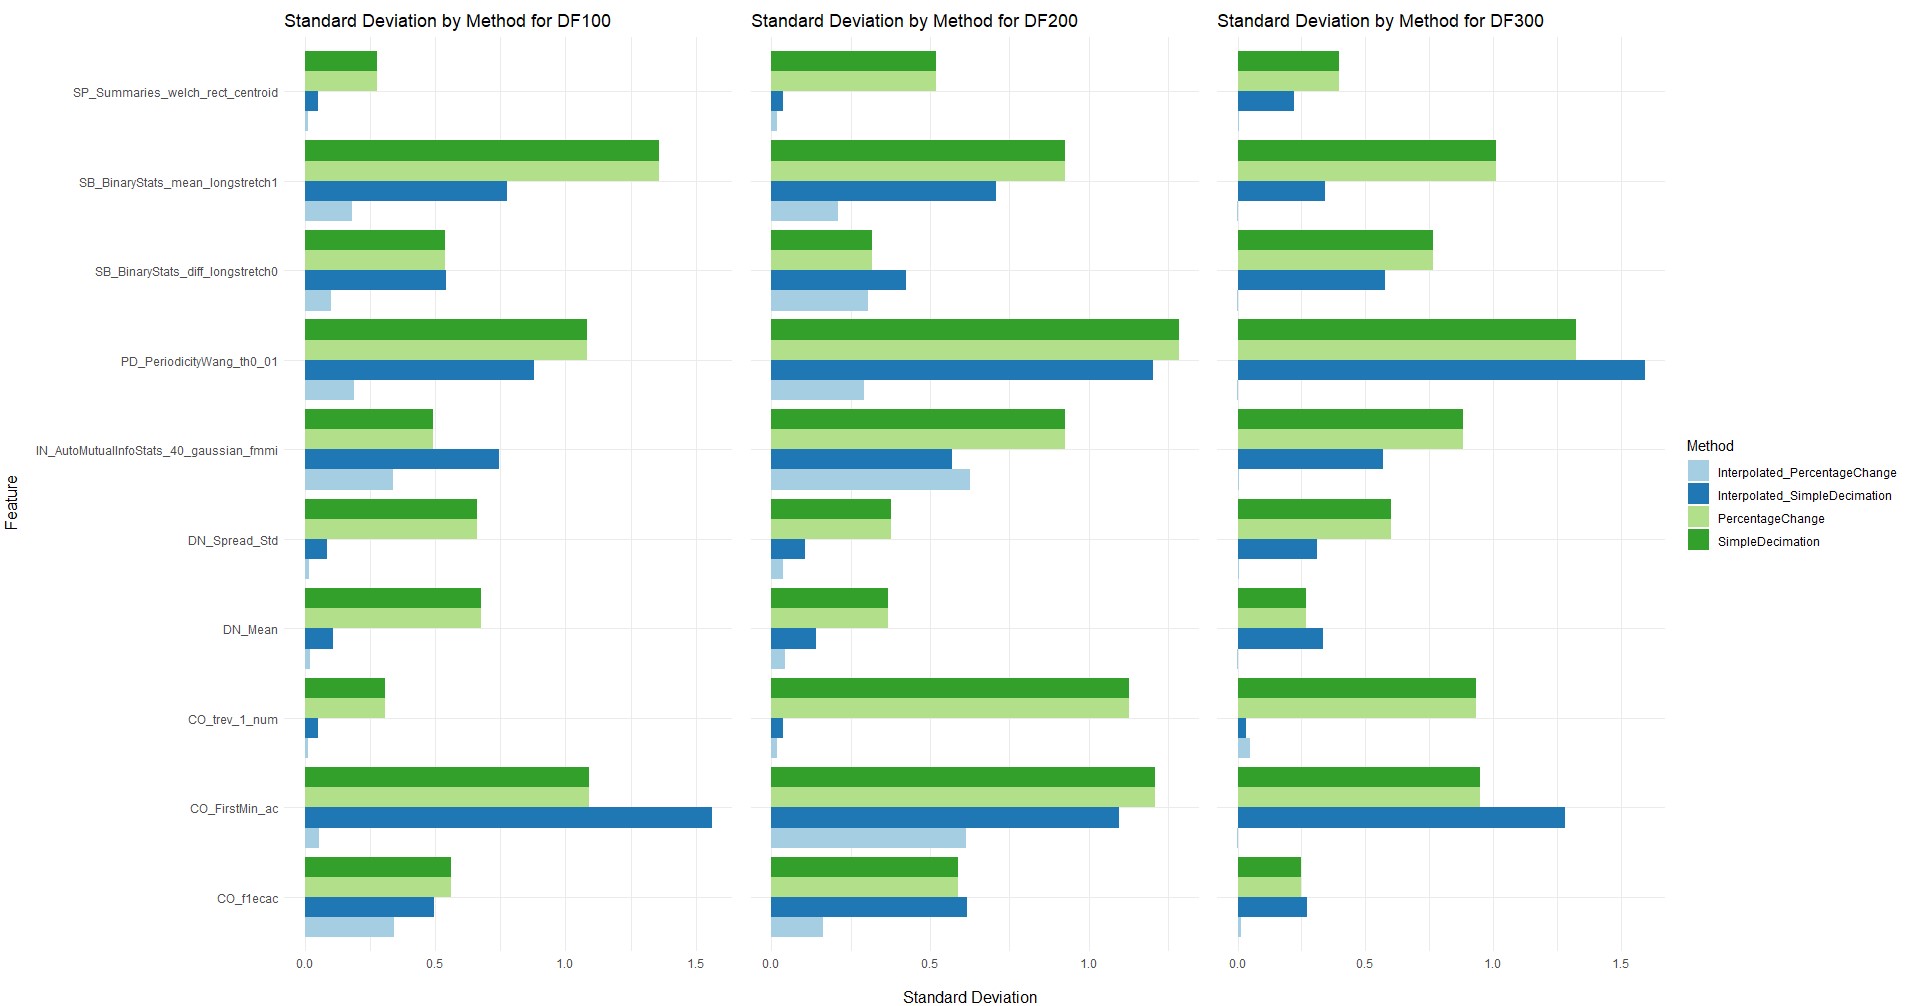 Standard Deviation by Method for DF100
Standard Deviation by Method for DF200
Standard Deviation by Method for DF300
Feature
SP_Summaries_welch_rect_centroid
SB_BinaryStats_mean_longstretch1
SB_BinaryStats_diff_longstretch0
PD_PeriodicityWang_th0_01
IN_AutoMutualInfoStats_40_gaussian_fmmi
DN_Spread_Std
DN_Mean
CO_trev_1_num
CO_FirstMin_ac
CO_f1ecac
0.0 0.5 1.0 1.5
0.0 0.5 1.0
0.0 0.5 1.0 1.5
Standard Deviation
Method
Interpolated_PercentageChange
Interpolated_SimpleDecimation
PercentageChange
SimpleDecimation